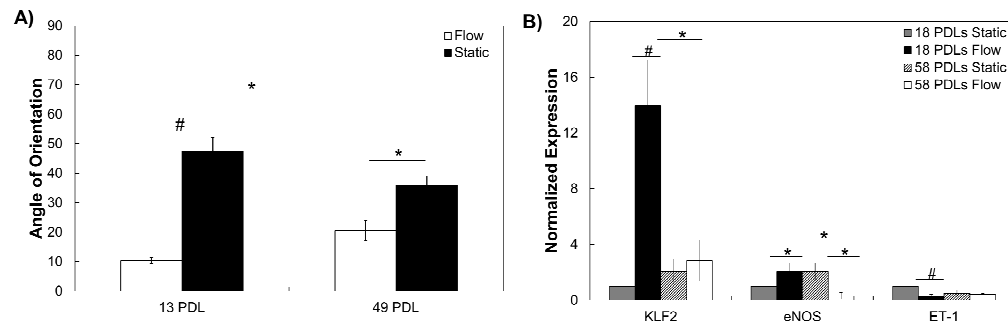 A)
Angle of Orientation
90
80
70
60
50
40
30
20
10
0
Flow
Static
*
#
*
13 PDL
49 PDL
B)
Normalized Expression
20
16
12
8
4
0
18 PDLs Static
18 PDLs Flow
58 PDLs Static
58 PDLs Flow
#
*
*
*
*
#
KLF2
eNOS
ET-1